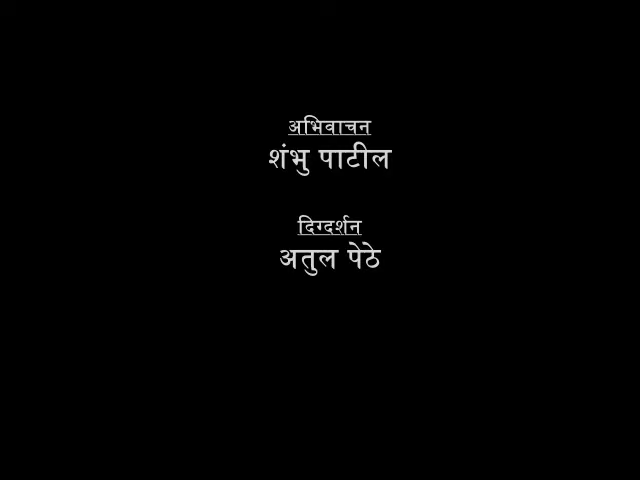 अभिवाचन
शंभु पाटील
दिग्दर्शन
अतुल पेठे